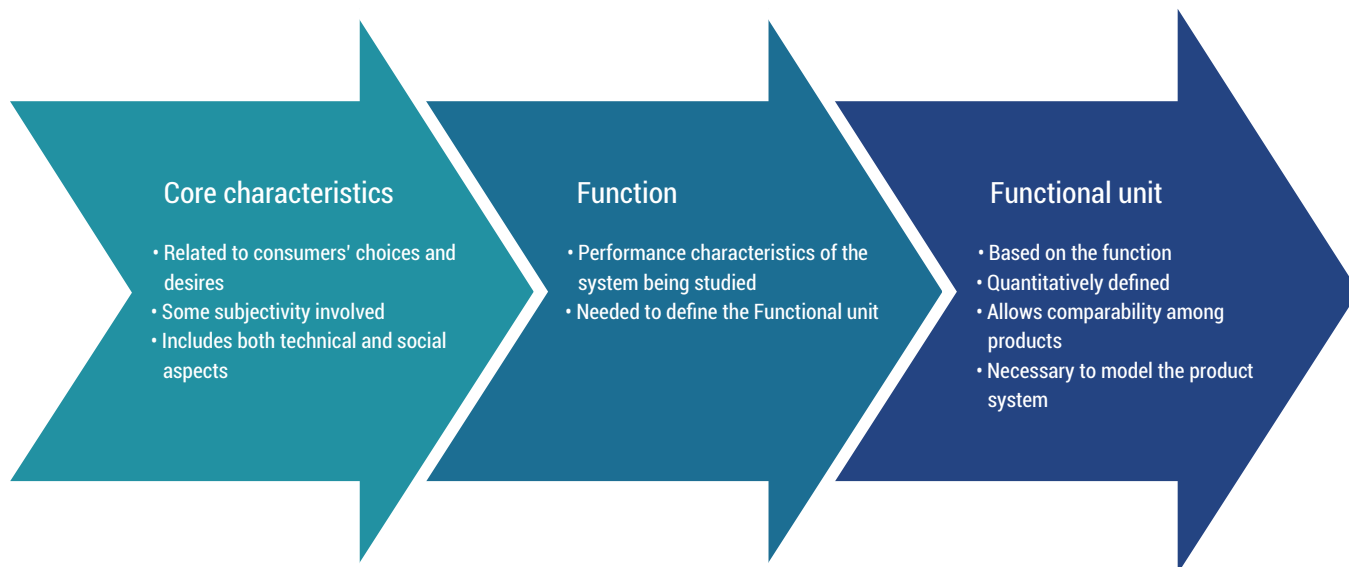 Core characteristics
• Related to consumers' choices and
desires
• Some subjectivity involved
• Includes both technical and social
aspects
Function
• Performance characteristics of the
system being studied
• Needed to define the Functional unit
Functional unit
• Based on the function
• Quantitatively defined
• Allows comparability among
products
• Necessary to model the product
system